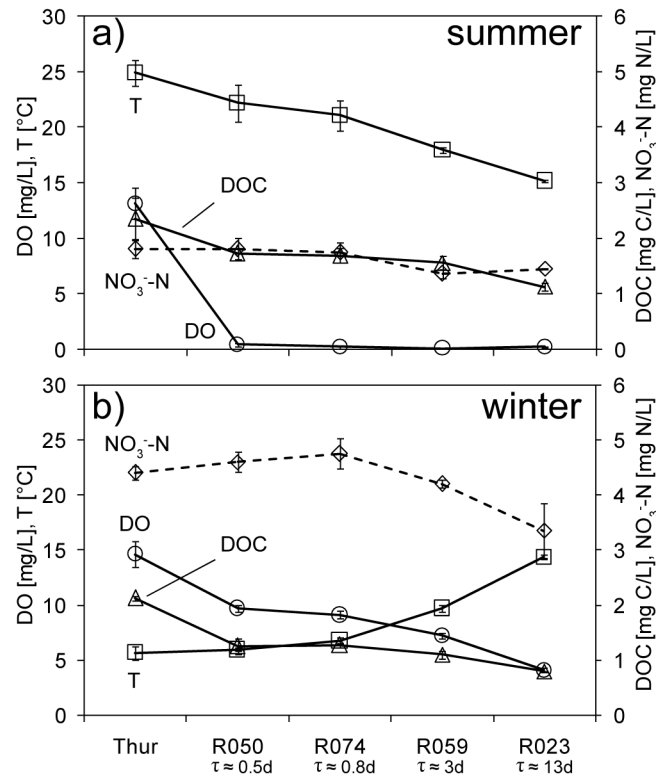 a) summer
30
25
20
15
10
5
0
DO [mg/L], T [°C]
6
5
4
3
2
1
0
DOC [mg C/L], NO₃⁻-N [mg N/L]
T
DOC
NO₃⁻-N
DO
b) winter
30
25
20
15
10
5
0
DO [mg/L], T [°C]
6
5
4
3
2
1
0
DOC [mg C/L], NO₃⁻-N [mg N/L]
NO₃⁻-N
DO
DOC
T
Thur R050 R074 R059 R023
τ ≈ 0.5d τ ≈ 0.8d τ ≈ 3d τ ≈ 13d